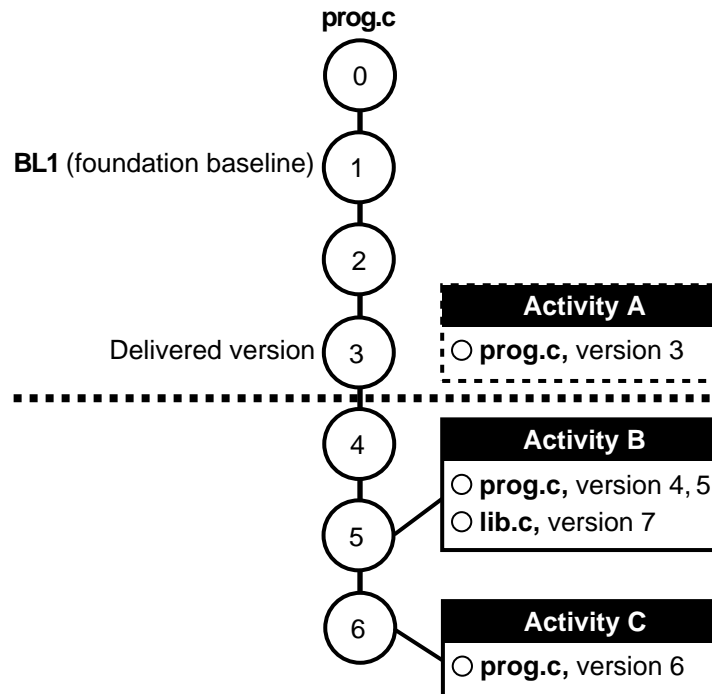 prog.c
0
BL1 (foundation baseline)
1
2
Activity A
Delivered version
3
prog.c, version 3
4
Activity B
prog.c, version 4, 5
5
lib.c, version 7
6
Activity C
prog.c, version 6